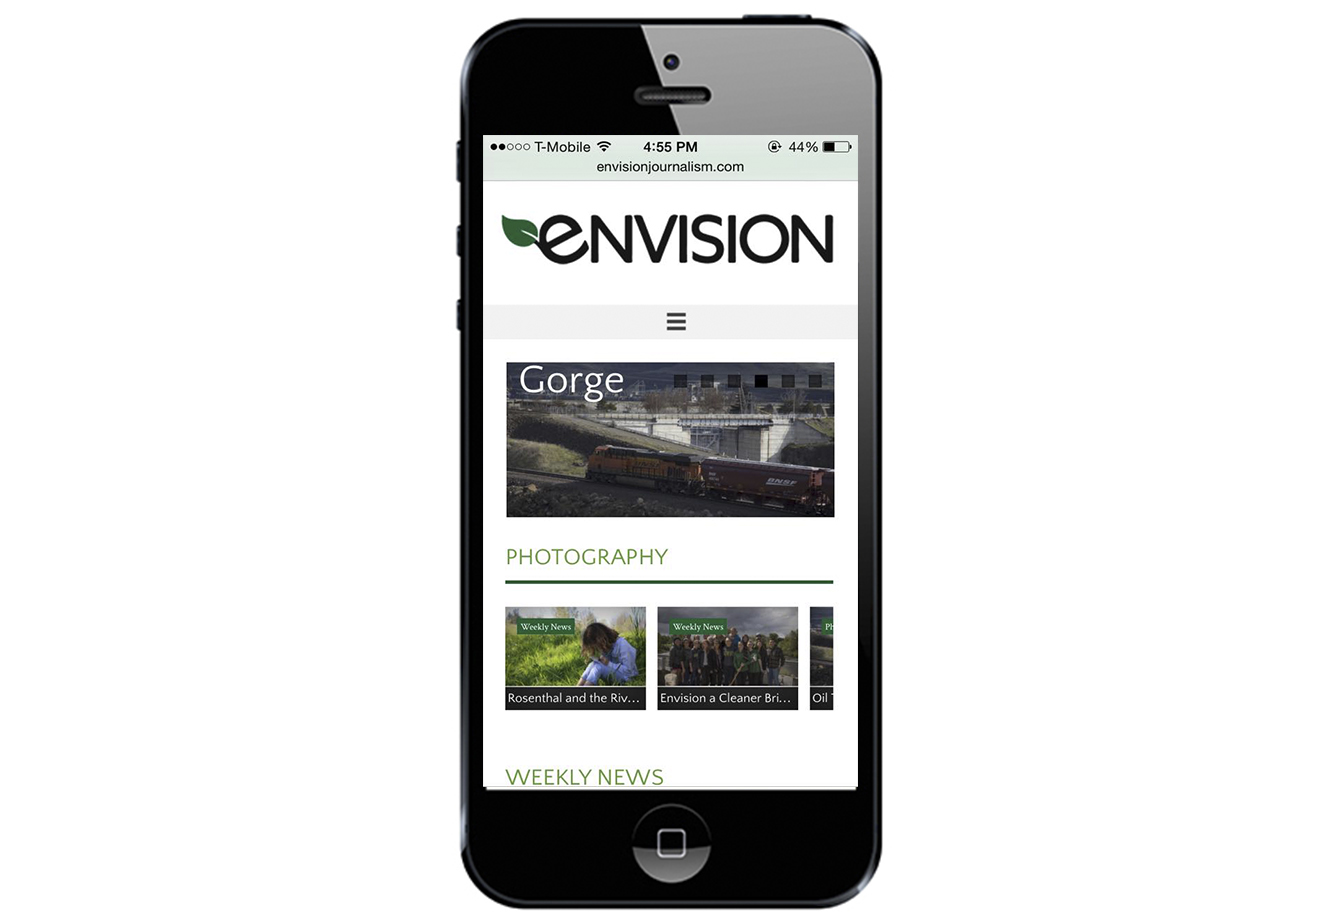 T-Mobile 4:55 PM 44%
envisionjournalism.com
eNVISION
Gorge
BNSF
PHOTOGRAPHY
Weekly News
Weekly News
Ph
Rosenthal and the Riv...
Envision a Cleaner Bri...
Oil T
WEEKLY NEWS